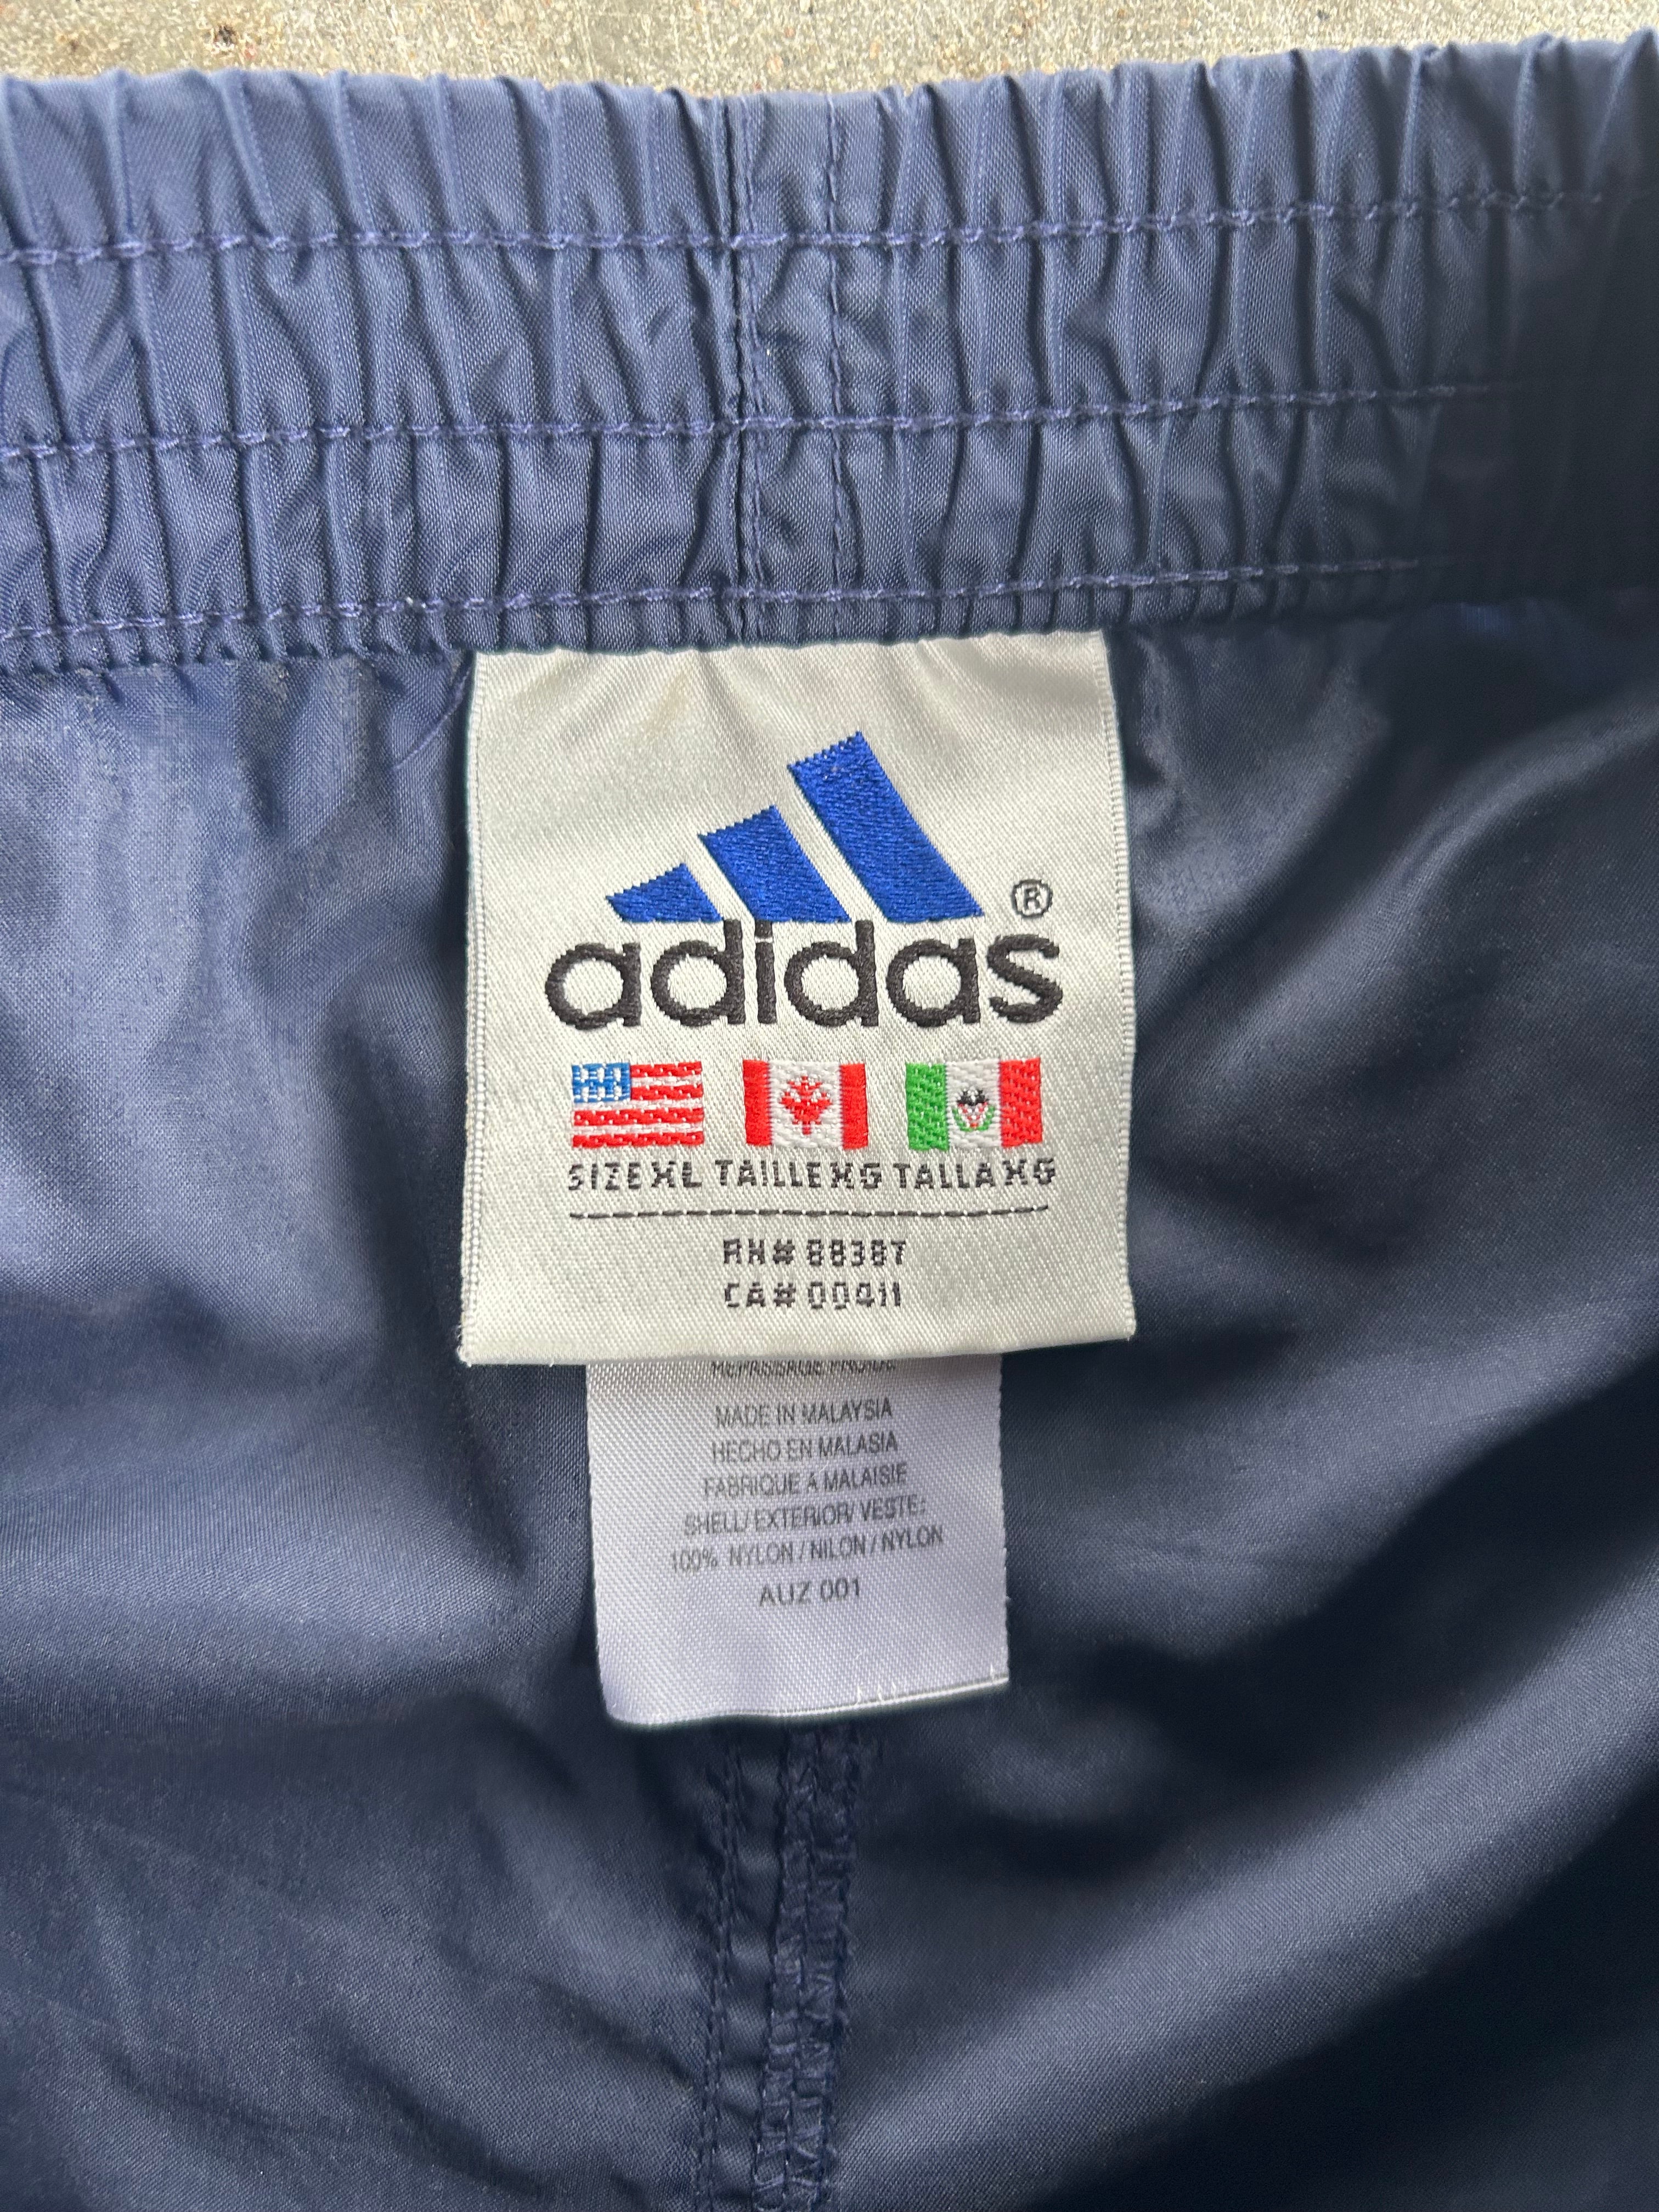 adidas®
SIZE XL TAILLE XG TALLA XG
RN# 88387
CA# 00411
MADE IN MALAYSIA
HECHO EN MALASIA
FABRIQUE A MALAISIE
SHELL/ EXTERIOR/ VESTE:
100% NYLON / NILON / NYLON
AUZ 001